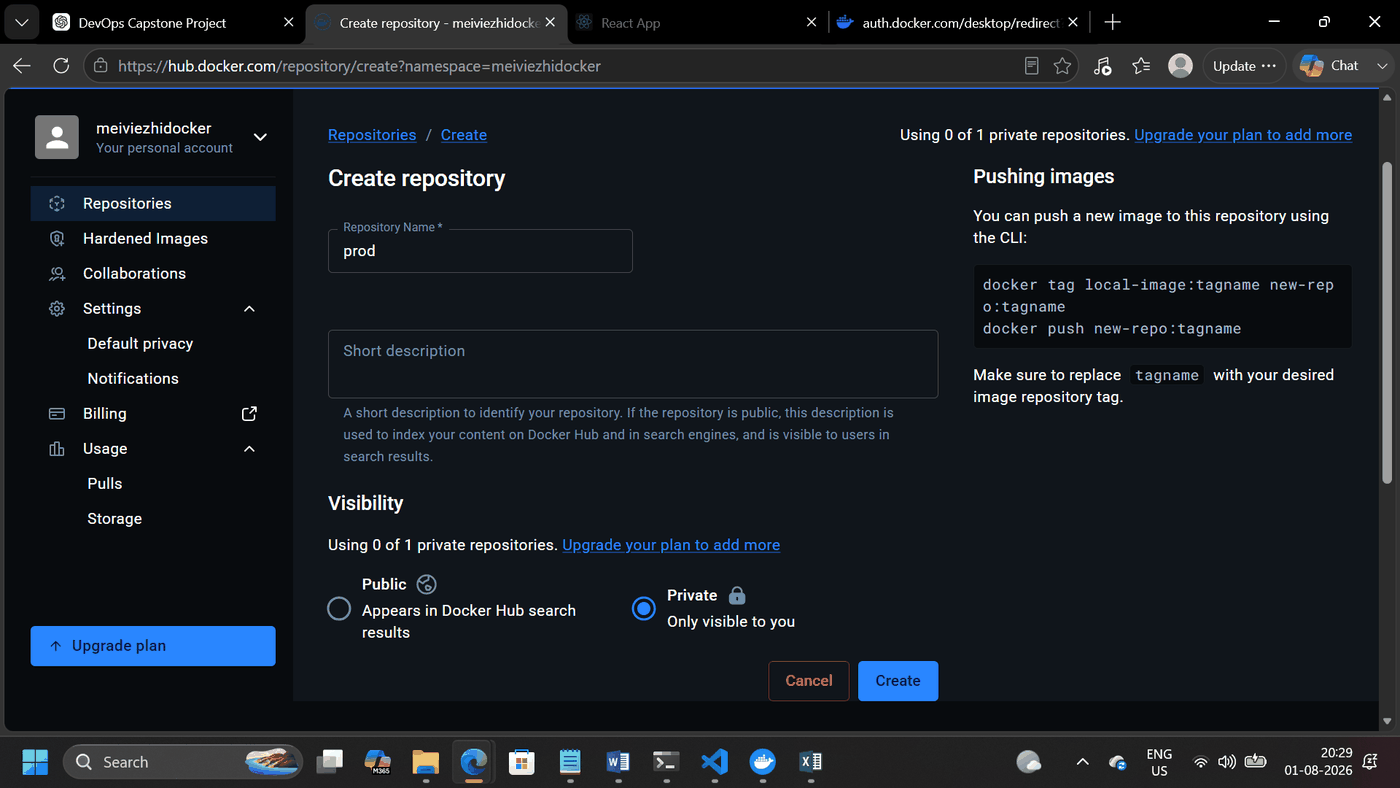 DevOps Capstone Project
Create repository - meiviezhidocke
React App
auth.docker.com/desktop/redirect
https://hub.docker.com/repository/create?namespace=meiviezhidocker
Update
Chat
meiviezhidocker
Your personal account
Repositories
Hardened Images
Collaborations
Settings
Default privacy
Notifications
Billing
Usage
Pulls
Storage
Upgrade plan
Repositories / Create
Using 0 of 1 private repositories. Upgrade your plan to add more
Create repository
Repository Name *
prod
Short description
A short description to identify your repository. If the repository is public, this description is
used to index your content on Docker Hub and in search engines, and is visible to users in
search results.
Visibility
Using 0 of 1 private repositories. Upgrade your plan to add more
Public
Appears in Docker Hub search
results
Private
Only visible to you
Cancel
Create
Pushing images
You can push a new image to this repository using
the CLI:
docker tag local-image:tagname new-rep
o:tagname
docker push new-repo:tagname
Make sure to replace tagname with your desired
image repository tag.
Search
M365
ENG
US
20:29
01-08-2026